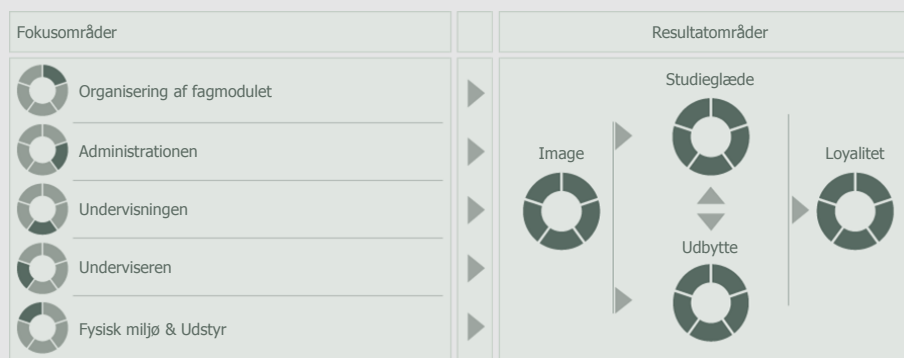 Fokusområder
Resultatområder
Organisering af fagmodulet
Administrationen
Undervisningen
Underviseren
Fysisk miljø & Udstyr
Image
Studieglæde
Udbytte
Loyalitet